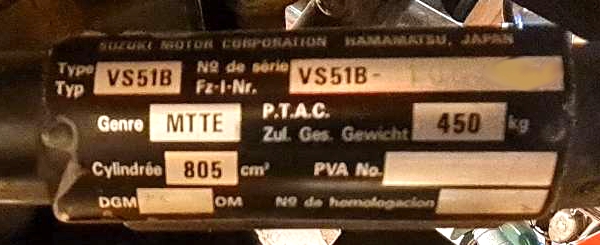 SUZUKI MOTOR CORPORATION HAMAMATSU, JAPAN
Type VS51B Nº de série VS51B-
Typ Fz-I-Nr.
Genre MTTE P.T.A.C. 450 kg
Zul. Ges. Gewicht
Cylindrée 805 cm³ PVA No.
DGM OM Nº de homologacion